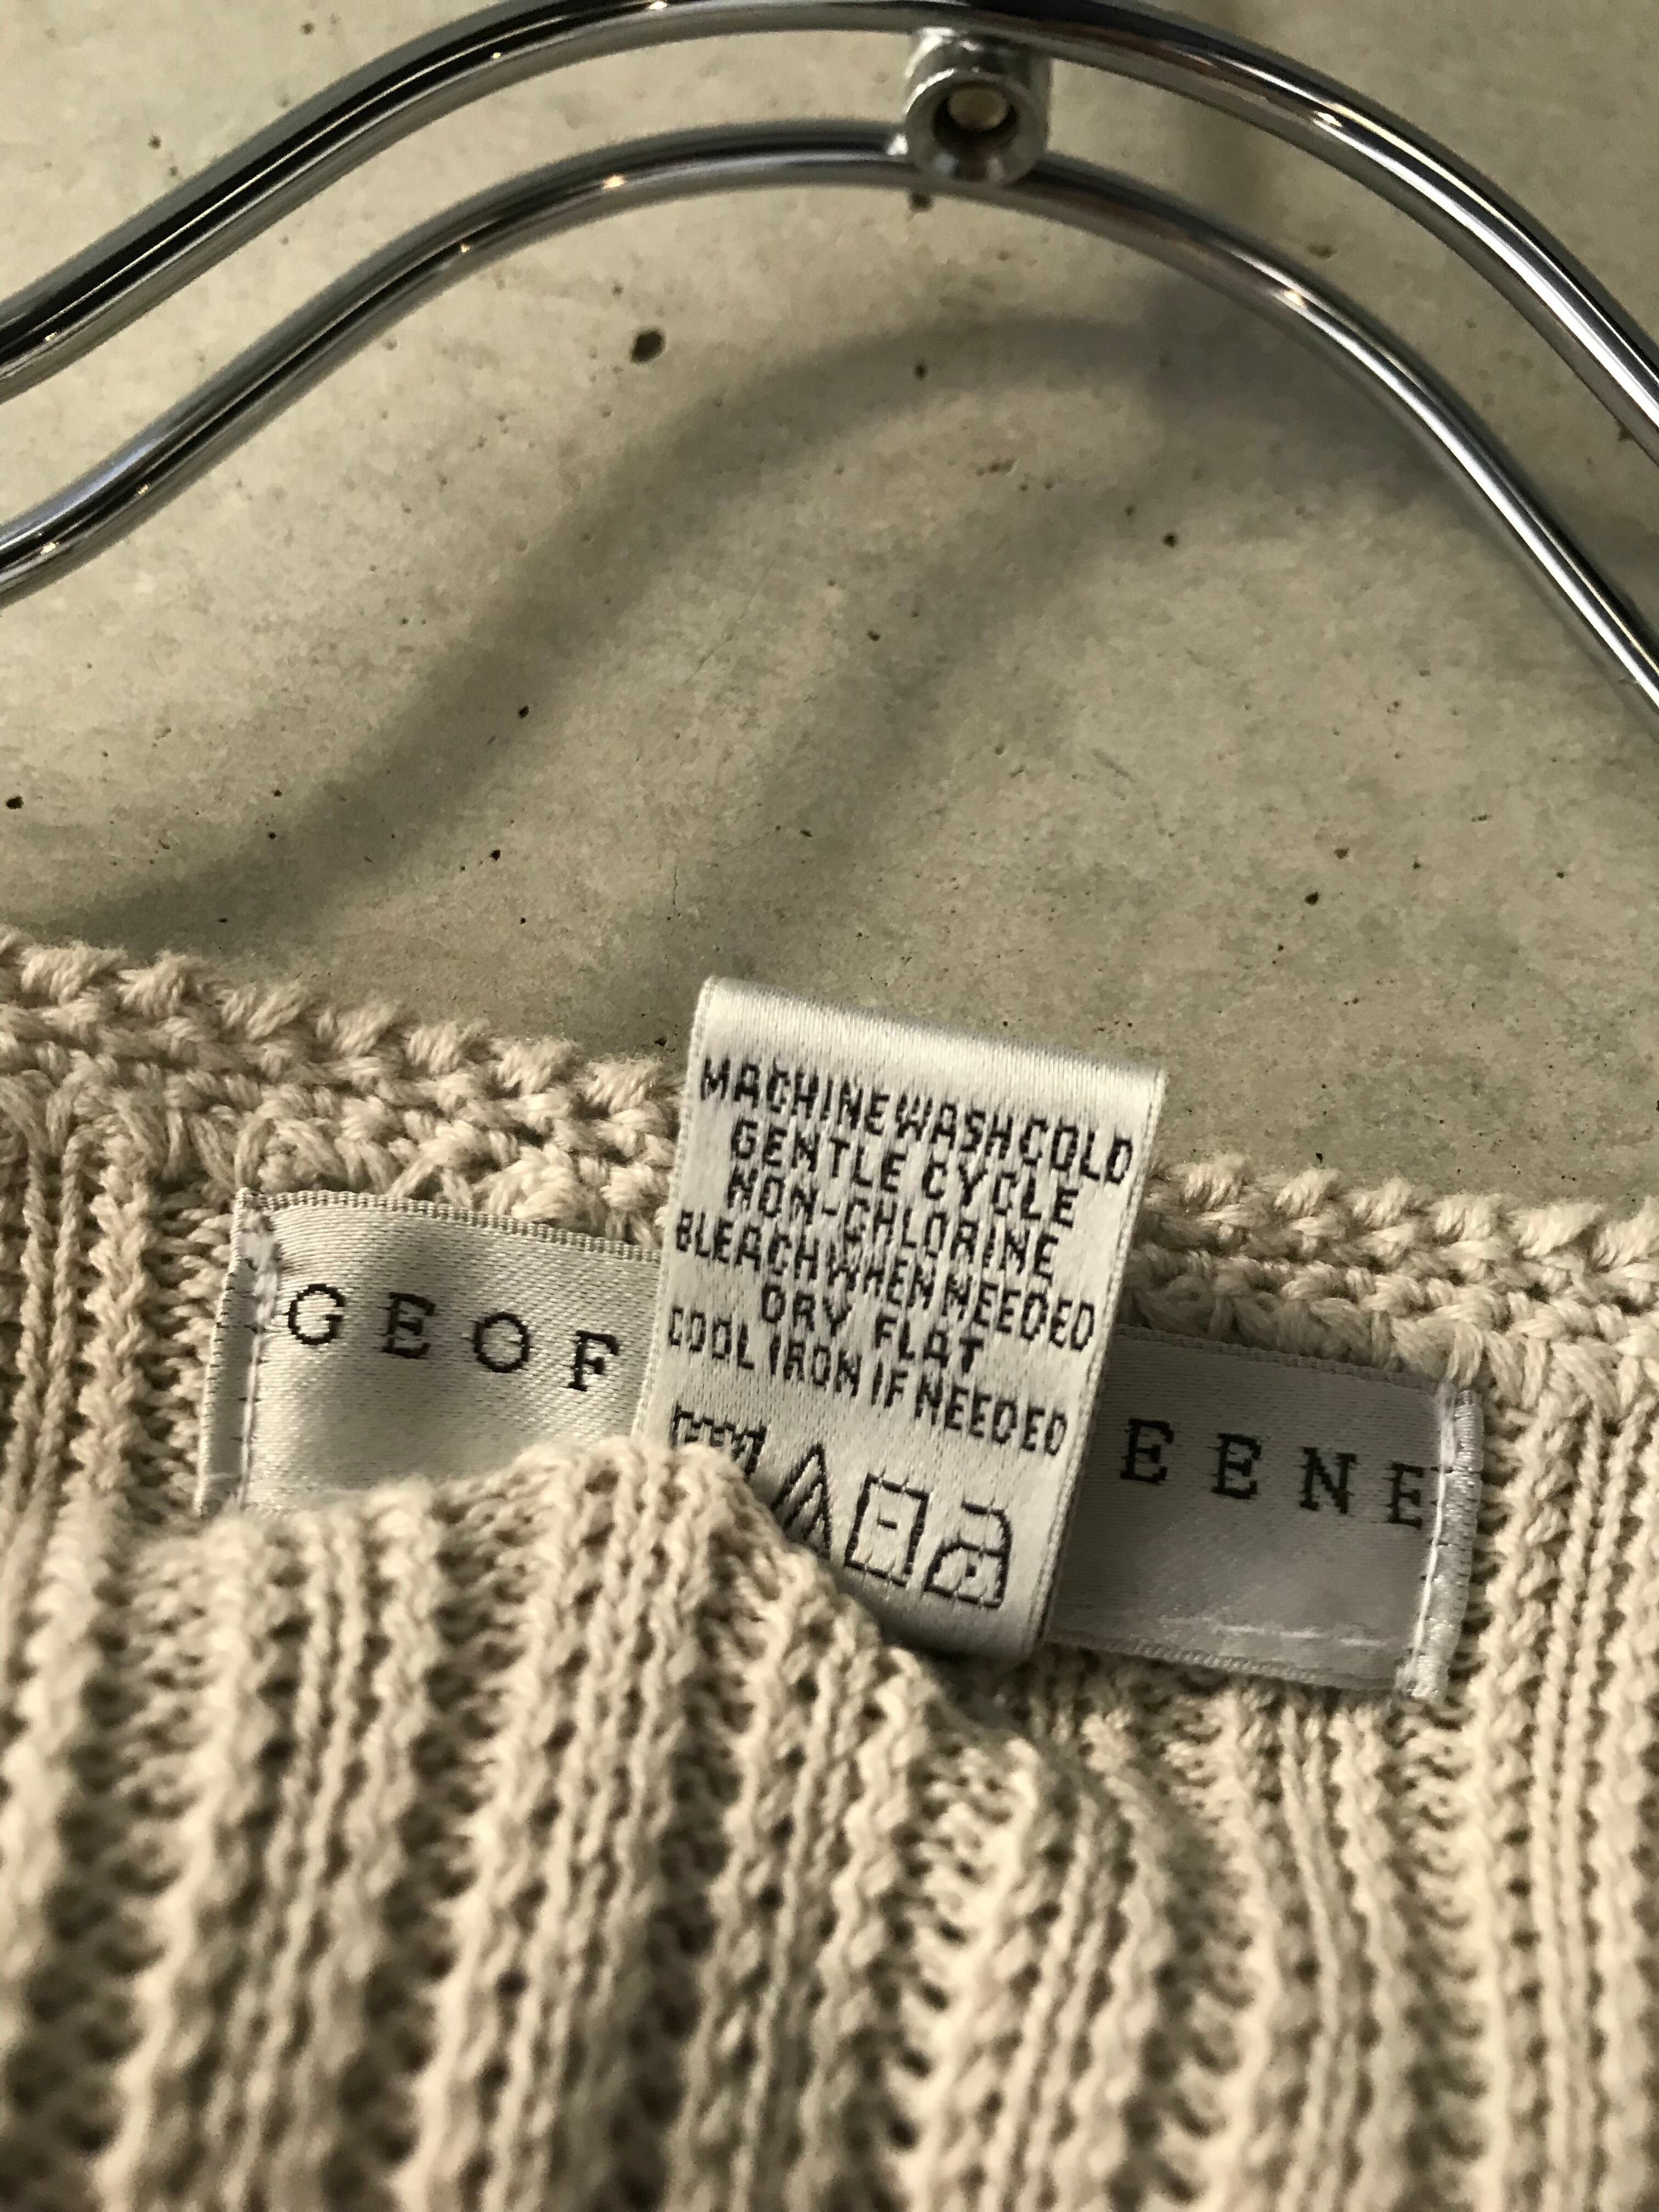 MACHINE WASH COLD
GENTLE CYCLE
NON-CHLORINE
BLEACH WHEN NEEDED
DRY FLAT
COOL IRON IF NEEDED
GEOF
EENE